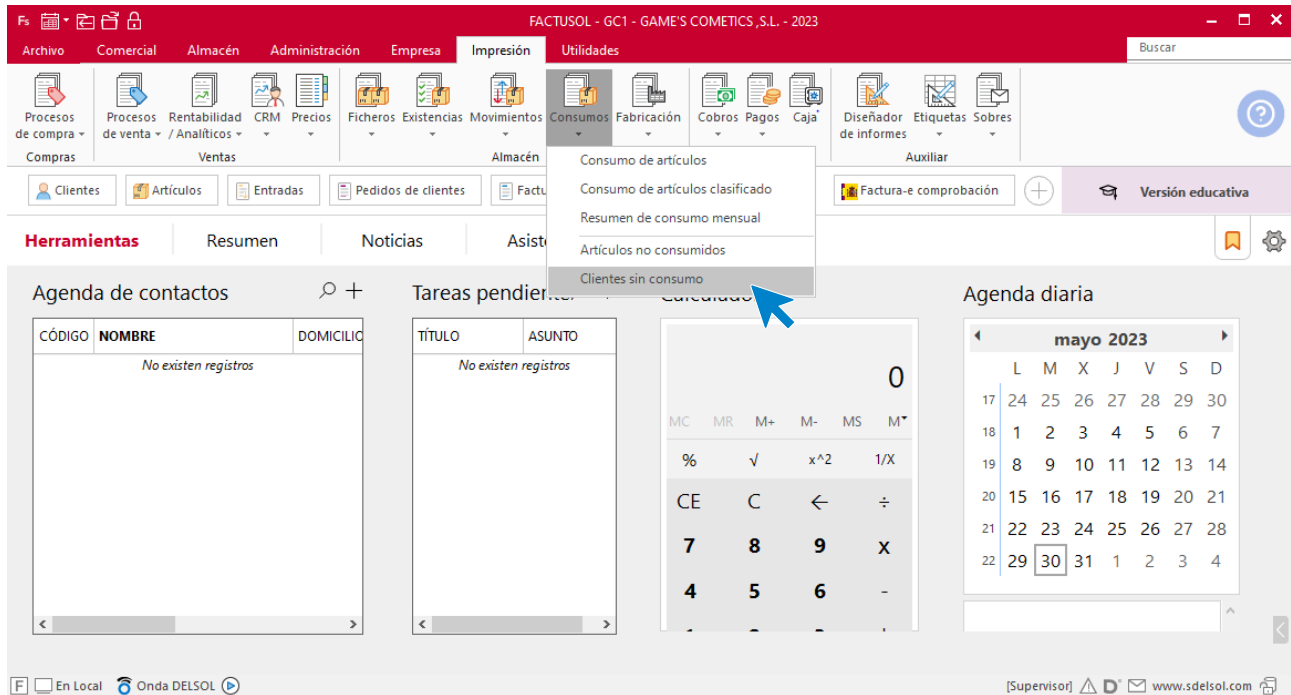 Fs
FACTUSOL - GC1 - GAME'S COMETICS ,S.L. - 2023
Archivo Comercial Almacén Administración Empresa Impresión Utilidades Buscar
Procesos de compra
Procesos de venta
Rentabilidad / Analíticos
CRM
Precios
Ficheros
Existencias
Movimientos
Consumos
Fabricación
Cobros
Pagos
Caja
Diseñador de informes
Etiquetas
Sobres
Compras Ventas Almacén Auxiliar
Consumo de artículos
Consumo de artículos clasificado
Resumen de consumo mensual
Artículos no consumidos
Clientes sin consumo
Clientes Artículos Entradas Pedidos de clientes Factu Factura-e comprobación Versión educativa
Herramientas Resumen Noticias Asist
Agenda de contactos
CÓDIGO NOMBRE DOMICILIO
No existen registros
Tareas pendiente
TÍTULO ASUNTO
No existen registros
Calculado
0
MC MR M+ M- MS M
% √ x^2 1/X
CE C ← ÷
7 8 9 x
4 5 6 -
Agenda diaria
mayo 2023
L M X J V S D
17 24 25 26 27 28 29 30
18 1 2 3 4 5 6 7
19 8 9 10 11 12 13 14
20 15 16 17 18 19 20 21
21 22 23 24 25 26 27 28
22 29 30 31 1 2 3 4
F En Local Onda DELSOL [Supervisor] D www.sdelsol.com